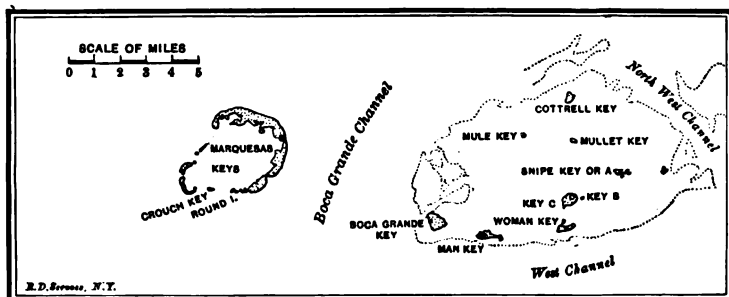 SCALE OF MILES
0 1 2 3 4 5
North West Channel
COTTRELL KEY
Boca Grande Channel
MULE KEY
MULLET KEY
MARQUESAS
KEYS
SNIPE KEY OR A
CROUCH KEY
ROUND I.
KEY C
KEY B
BOCA GRANDE
KEY
WOMAN KEY
MAN KEY
West Channel
R.D. Servoss, N.Y.